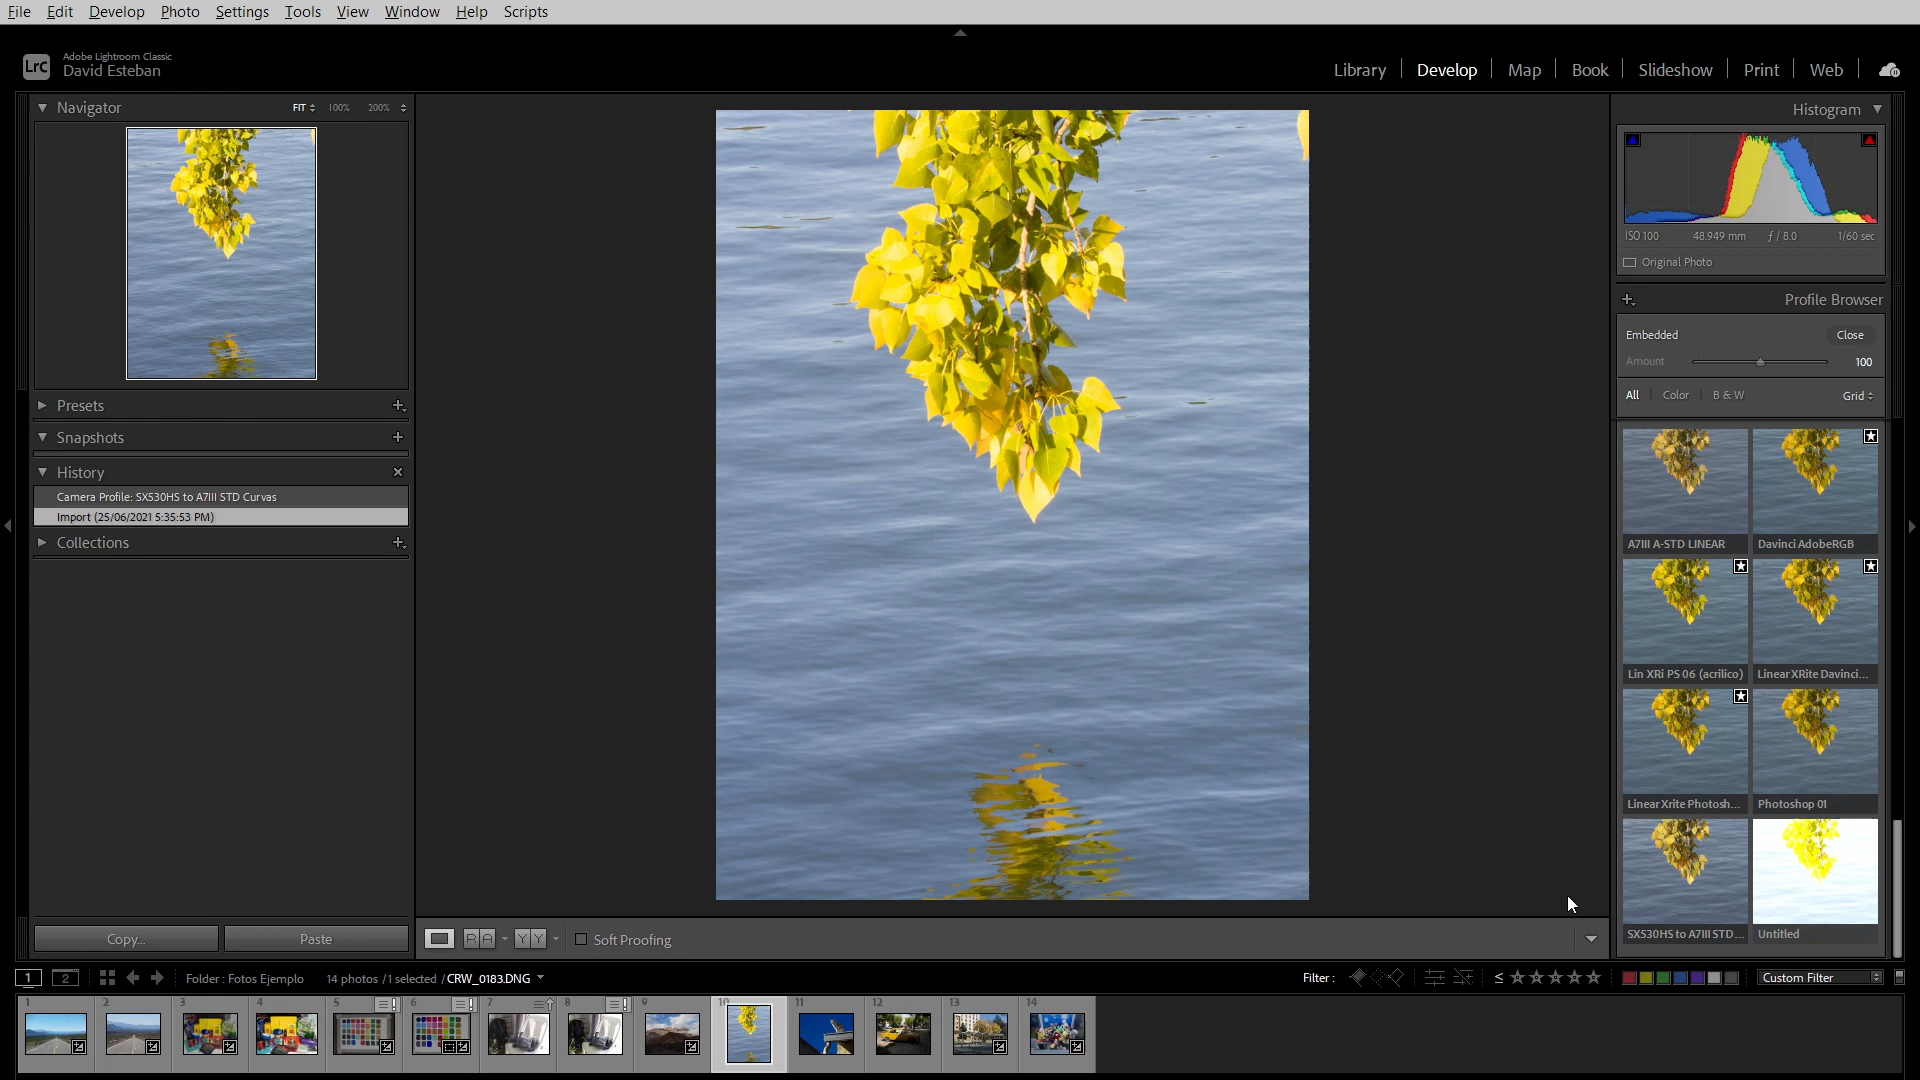 File Edit Develop Photo Settings Tools View Window Help Scripts
LrC
Adobe Lightroom Classic
David Esteban
Library Develop Map Book Slideshow Print Web
Navigator FIT 100% 200%
Presets
Snapshots
History
Camera Profile: SX530HS to A7III STD Curvas
Import (25/06/2021 5:35:53 PM)
Collections
Copy... Paste
R A Y Y Soft Proofing
Histogram
ISO 100 48.949 mm ƒ / 8.0 1/60 sec
Original Photo
Profile Browser
Embedded Close
Amount 100
All Color B & W Grid
A7III A-STD LINEAR Davinci AdobeRGB
Lin XRi PS 06 (acrilico) Linear XRite Davinci...
Linear Xrite Photosh... Photoshop 01
SX530HS to A7III STD... Untitled
1 2 Folder : Fotos Ejemplo 14 photos / 1 selected / CRW_0183.DNG Filter : ≤ Custom Filter
1 2 3 4 5 6 7 8 9 10 11 12 13 14